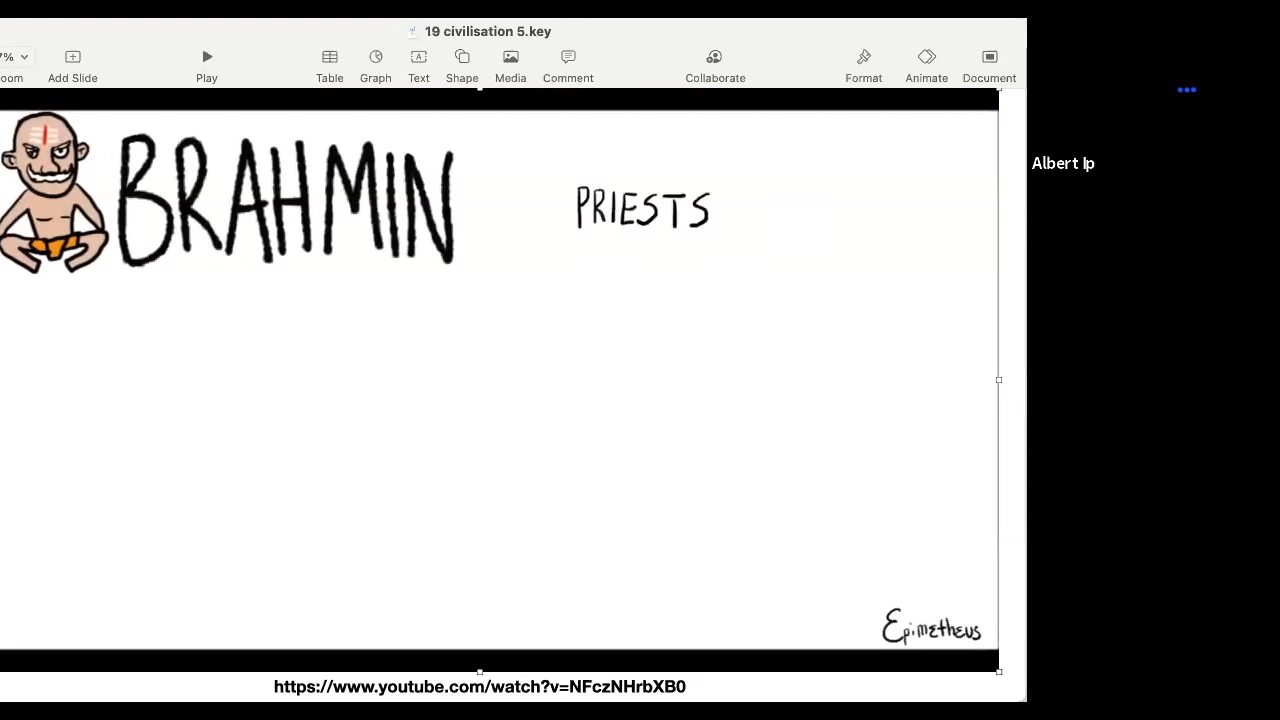 19 civilisation 5.key
7%
oom
Add Slide
Play
Table
Graph
Text
Shape
Media
Comment
Collaborate
Format
Animate
Document
Albert Ip
BRAHMIN
PRIESTS
Epimetheus
https://www.youtube.com/watch?v=NFczNHrbXB0